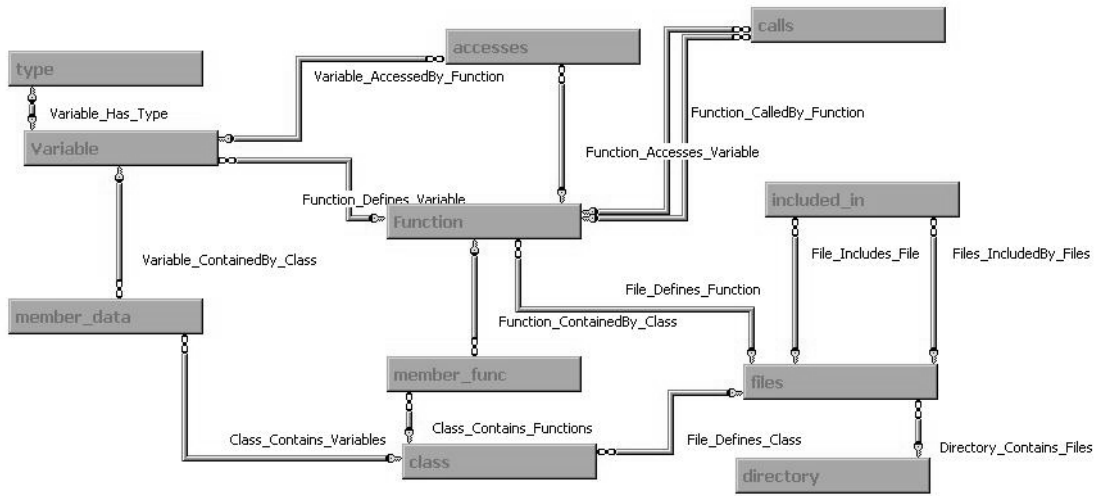 calls
accesses
type
Variable_AccessedBy_Function
Variable_Has_Type
Function_CalledBy_Function
Variable
Function_Accesses_Variable
Function_Defines_Variable
included_in
Function
Variable_ContainedBy_Class
File_Includes_File
Files_IncludedBy_Files
File_Defines_Function
member_data
Function_ContainedBy_Class
member_func
files
Class_Contains_Variables
Class_Contains_Functions
File_Defines_Class
Directory_Contains_Files
class
directory